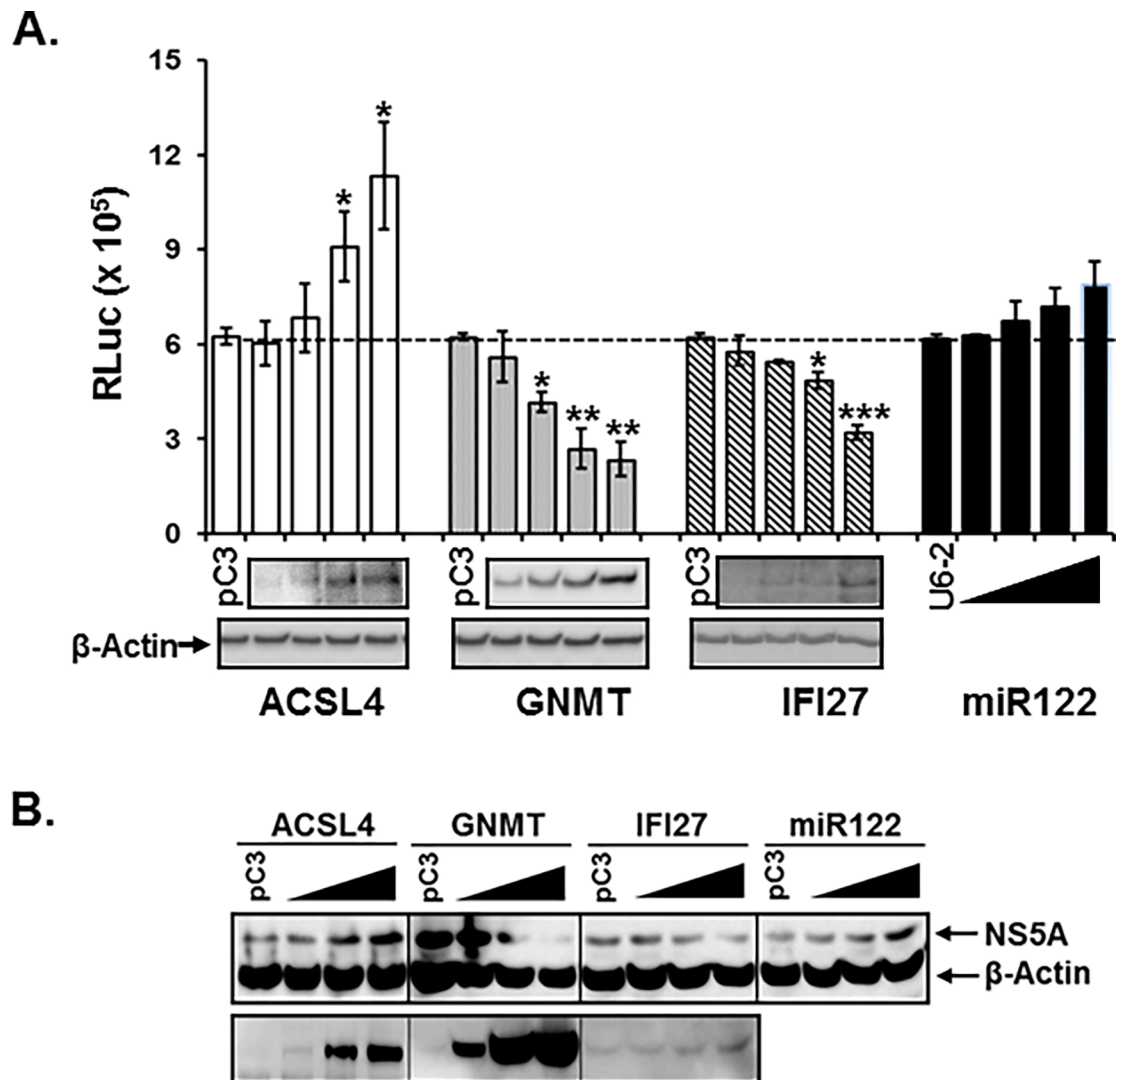 A.
RLuc (x 10⁵)
15
12
9
6
3
0
*
*
*
**
**
*
***
pC3
pC3
pC3
U6-2
β-Actin
ACSL4 GNMT IFI27 miR122
B.
ACSL4 GNMT IFI27 miR122
pC3 pC3 pC3 pC3
NS5A
β-Actin